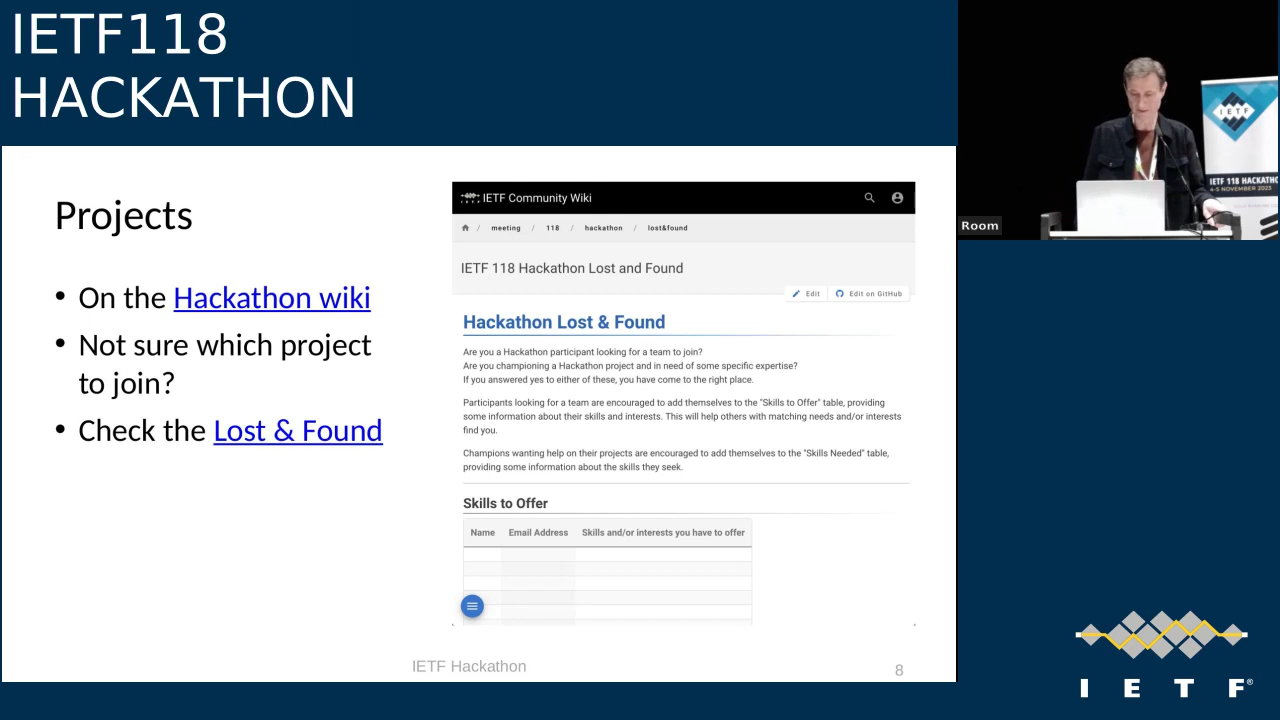 IETF118
HACKATHON
Projects
• On the Hackathon wiki
• Not sure which project
to join?
• Check the Lost & Found
IETF Community Wiki
/ meeting / 118 / hackathon / lost&found
IETF 118 Hackathon Lost and Found
Edit
Edit on GitHub
Hackathon Lost & Found
Are you a Hackathon participant looking for a team to join?
Are you championing a Hackathon project and in need of some specific expertise?
If you answered yes to either of these, you have come to the right place.
Participants looking for a team are encouraged to add themselves to the "Skills to Offer" table, providing
some information about their skills and interests. This will help others with matching needs and/or interests
find you.
Champions wanting help on their projects are encouraged to add themselves to the "Skills Needed" table,
providing some information about the skills they seek.
Skills to Offer
Name Email Address Skills and/or interests you have to offer
IETF Hackathon
8
Room
IETF
IETF 118 HACKATHO
4-5 NOVEMBER 2023
I E T F®